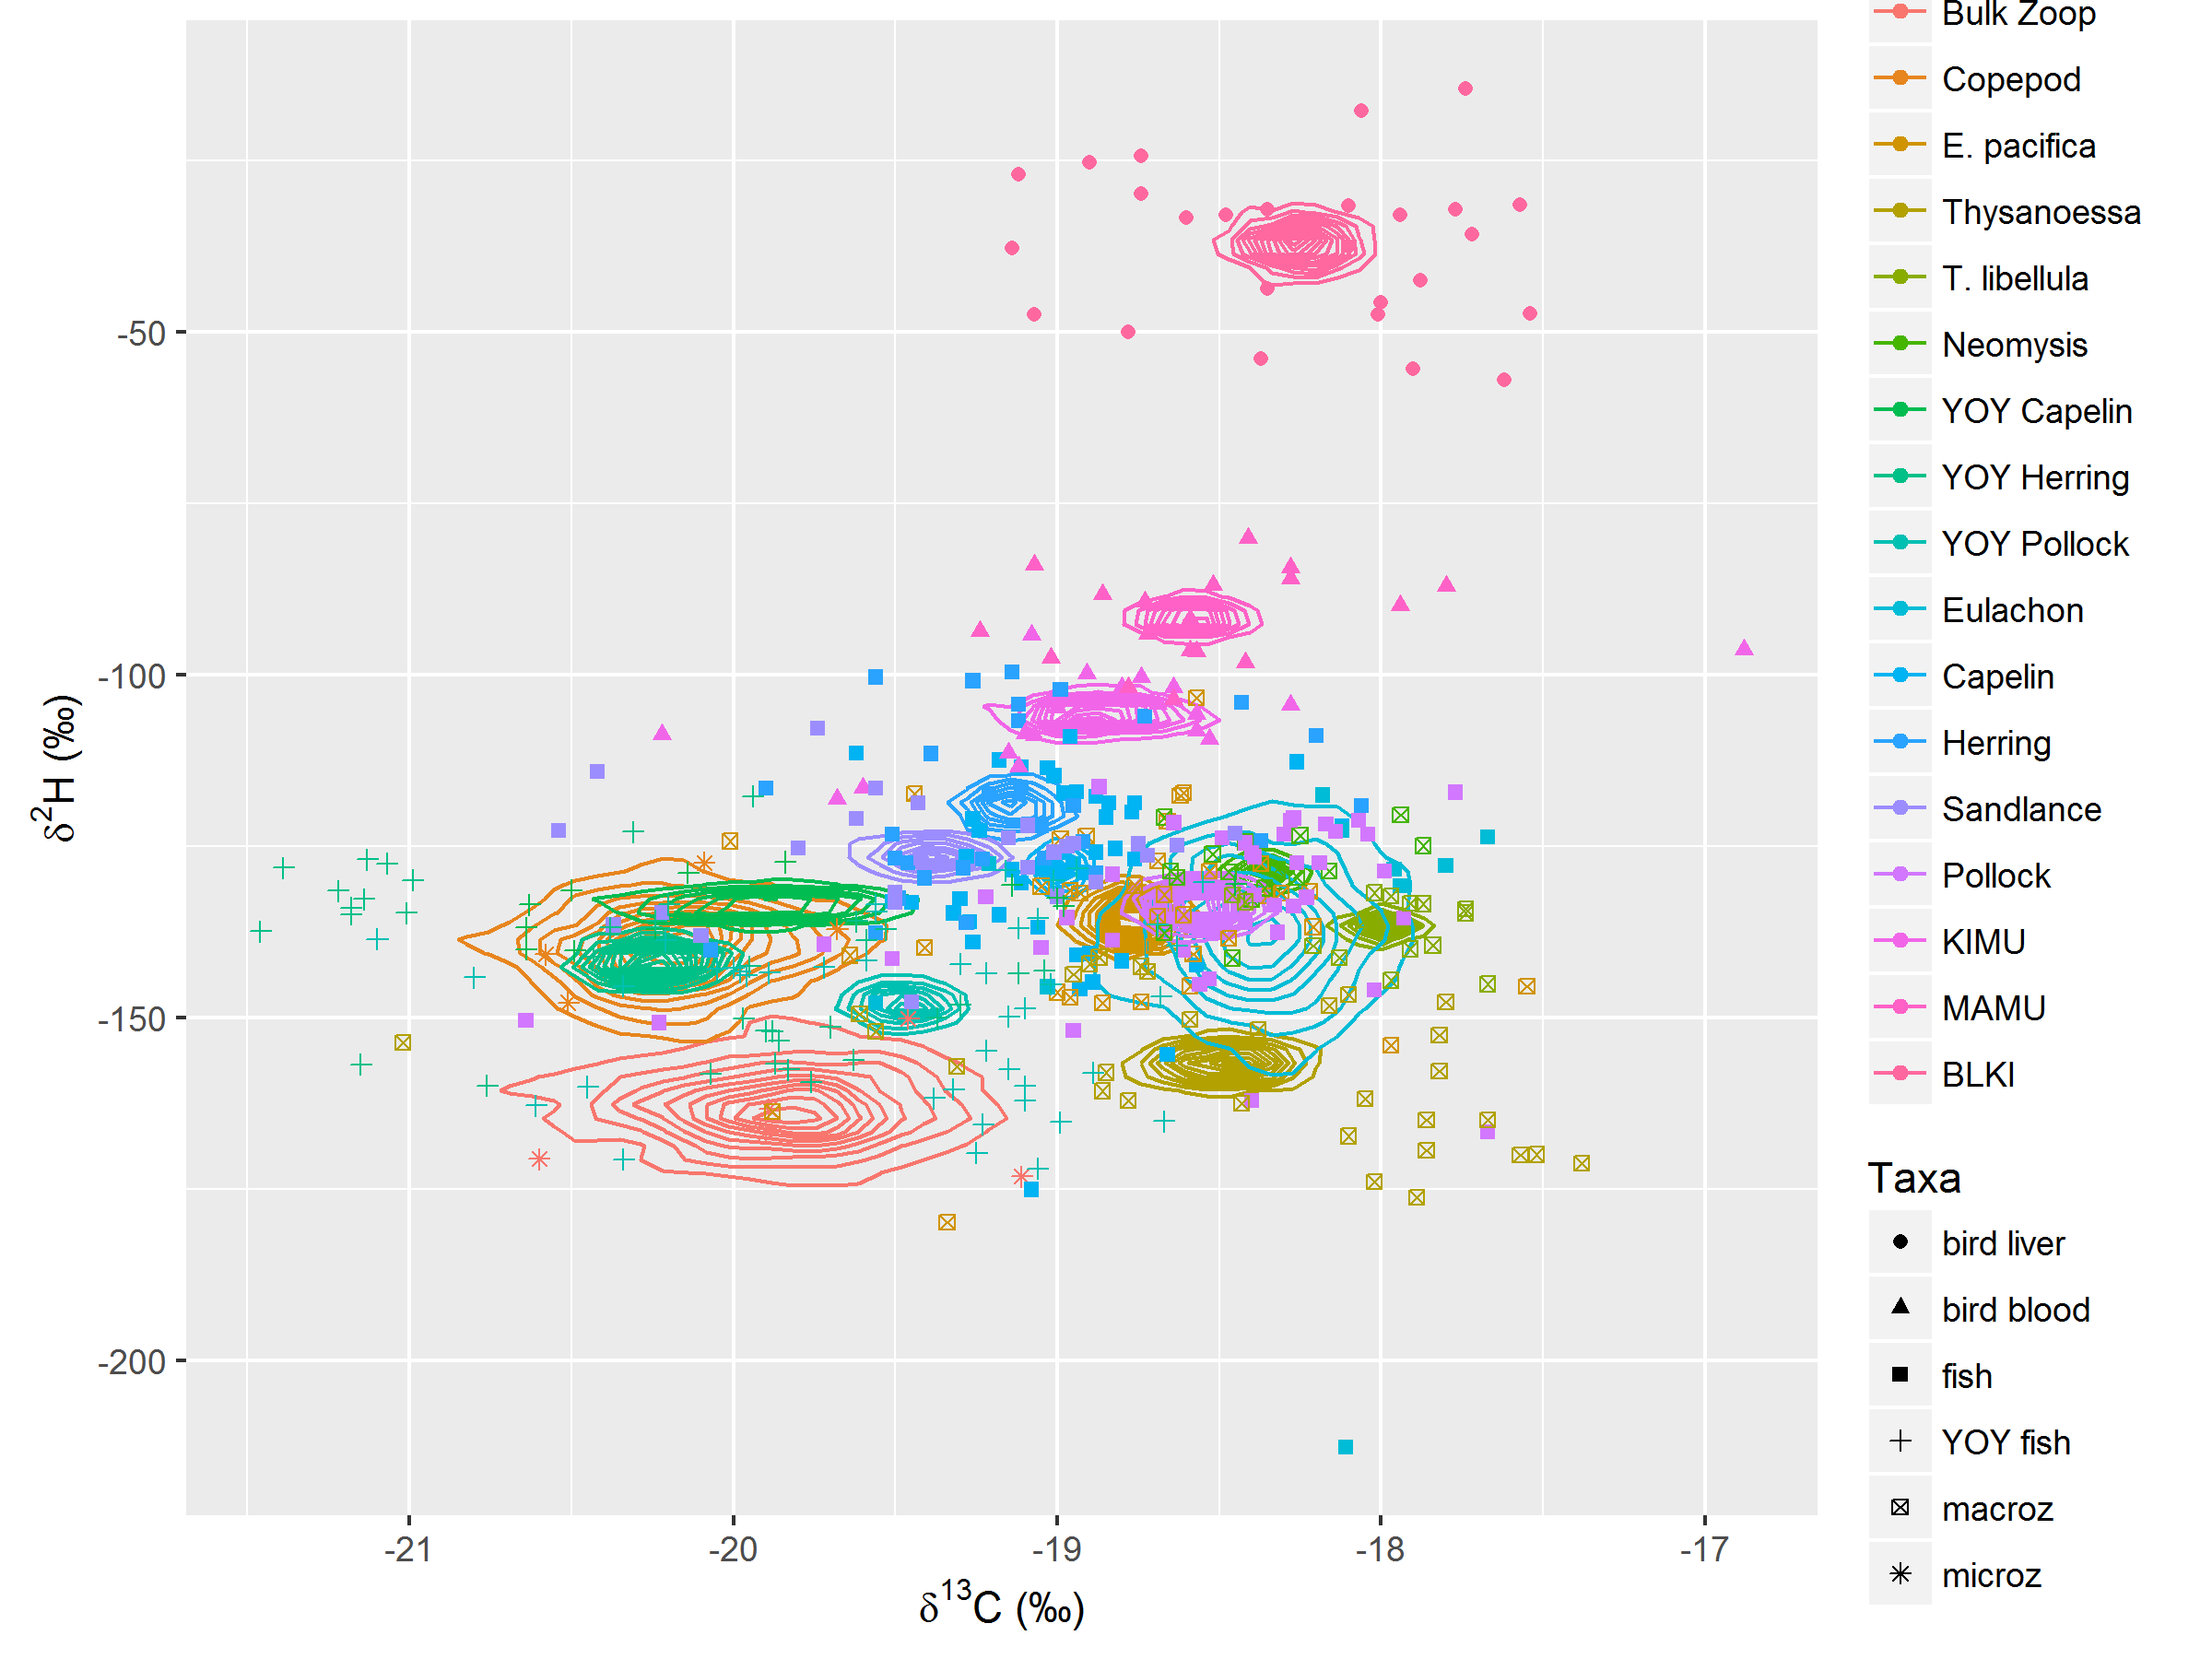 Bulk Zoop
Copepod
E. pacifica
Thysanoessa
T. libellula
Neomysis
YOY Capelin
YOY Herring
YOY Pollock
Eulachon
Capelin
Herring
Sandlance
Pollock
KIMU
MAMU
BLKI
Taxa
bird liver
bird blood
fish
YOY fish
macroz
microz
-50
-100
-150
-200
δ²H (‰)
-21 -20 -19 -18 -17
δ¹³C (‰)